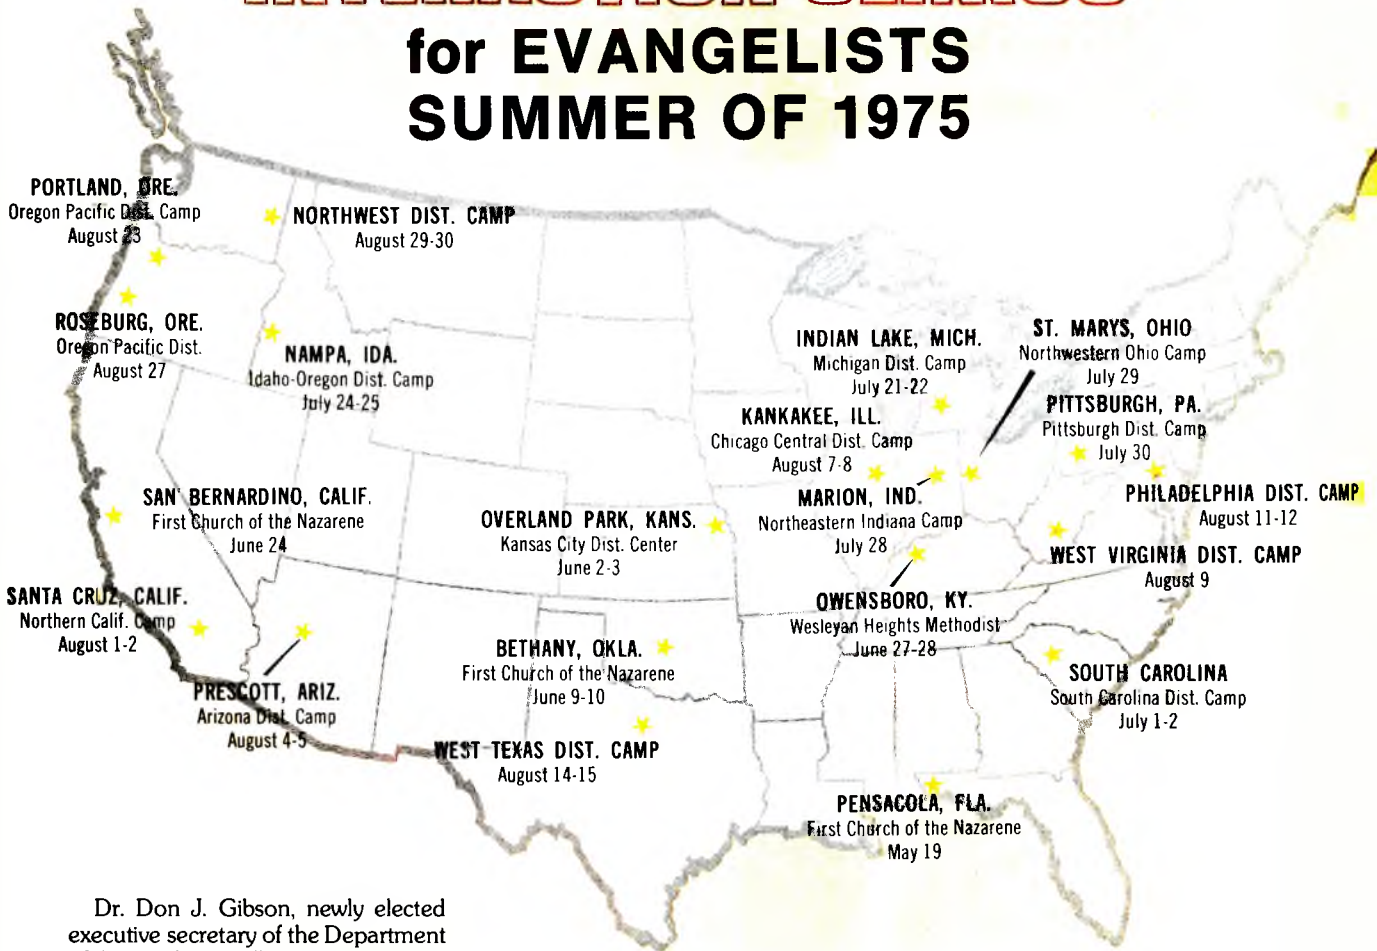 for EVANGELISTS
SUMMER OF 1975
PORTLAND, ORE.
Oregon Pacific Dist. Camp
August 23
NORTHWEST DIST. CAMP
August 29-30
ROSEBURG, ORE.
Oregon Pacific Dist.
August 27
NAMPA, IDA.
Idaho-Oregon Dist. Camp
July 24-25
INDIAN LAKE, MICH.
Michigan Dist. Camp
July 21-22
ST. MARYS, OHIO
Northwestern Ohio Camp
July 29
KANKAKEE, ILL.
Chicago Central Dist. Camp
August 7-8
PITTSBURGH, PA.
Pittsburgh Dist. Camp
July 30
SAN BERNARDINO, CALIF.
First Church of the Nazarene
June 24
OVERLAND PARK, KANS.
Kansas City Dist. Center
June 2-3
MARION, IND.
Northeastern Indiana Camp
July 28
PHILADELPHIA DIST. CAMP
August 11-12
WEST VIRGINIA DIST. CAMP
August 9
SANTA CRUZ, CALIF.
Northern Calif. Camp
August 1-2
OWENSBORO, KY.
Wesleyan Heights Methodist
June 27-28
BETHANY, OKLA.
First Church of the Nazarene
June 9-10
SOUTH CAROLINA
South Carolina Dist. Camp
July 1-2
PRESCOTT, ARIZ.
Arizona Dist. Camp
August 4-5
WEST TEXAS DIST. CAMP
August 14-15
PENSACOLA, FLA.
First Church of the Nazarene
May 19
Dr. Don J. Gibson, newly elected
executive secretary of the Department